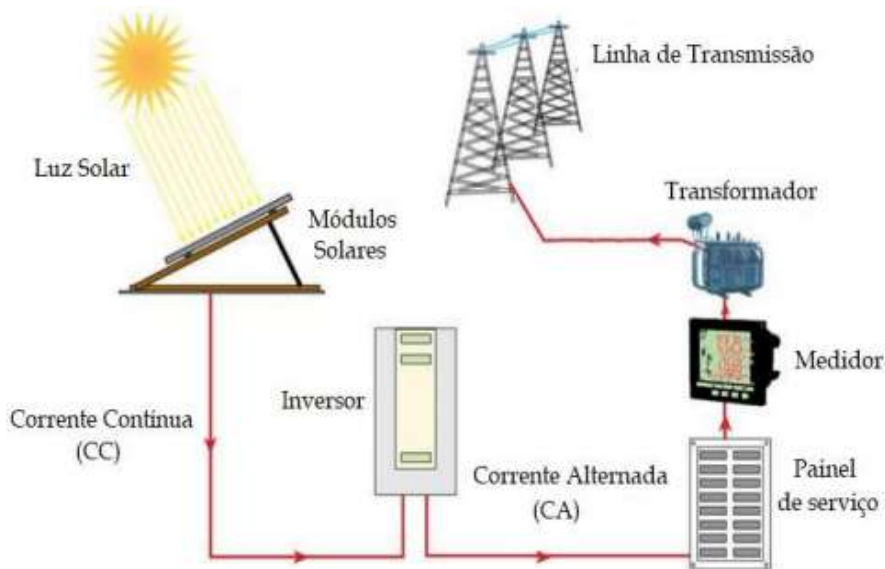 Linha de Transmissão
Luz Solar
Módulos
Solares
Transformador
Medidor
Inversor
Corrente Contínua
(CC)
Corrente Alternada
(CA)
Painel
de serviço